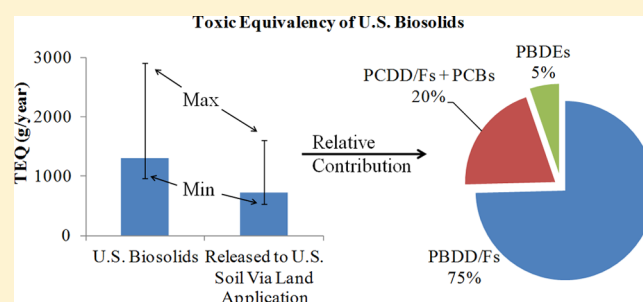 Toxic Equivalency of U.S. Biosolids
TEQ (g/year)
3000
2000
1000
0
Max
Min
U.S. Biosolids
Released to U.S.
Soil Via Land
Application
Relative
Contribution
PBDEs
5%
PCDD/Fs + PCBs
20%
PBDD/Fs
75%